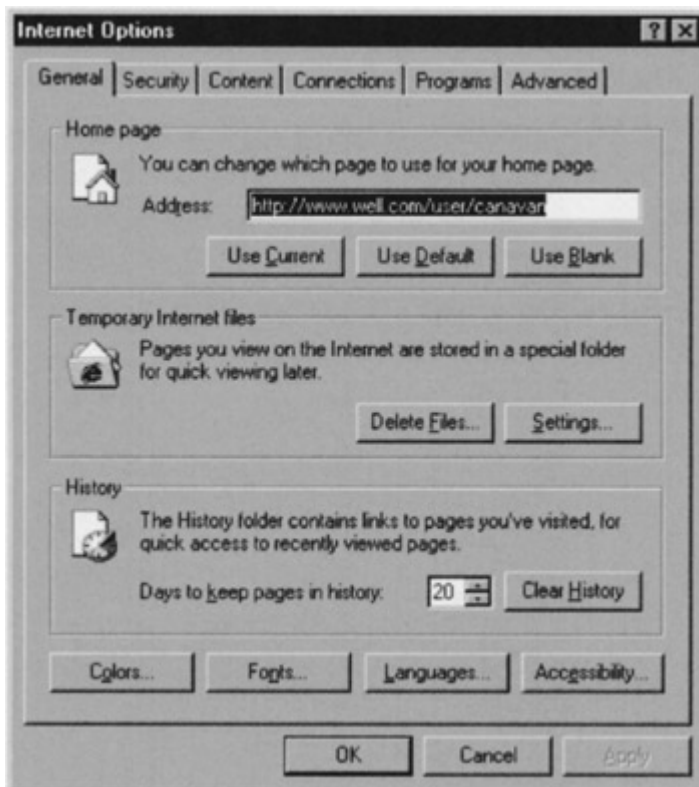 Internet Options
General Security Content Connections Programs Advanced
Home page
You can change which page to use for your home page.
Address: http://www.well.com/user/canavan
Use Current Use Default Use Blank
Temporary Internet files
Pages you view on the Internet are stored in a special folder
for quick viewing later.
Delete Files... Settings...
History
The History folder contains links to pages you've visited, for
quick access to recently viewed pages.
Days to keep pages in history: 20 Clear History
Colors... Fonts... Languages... Accessibility...
OK Cancel Apply